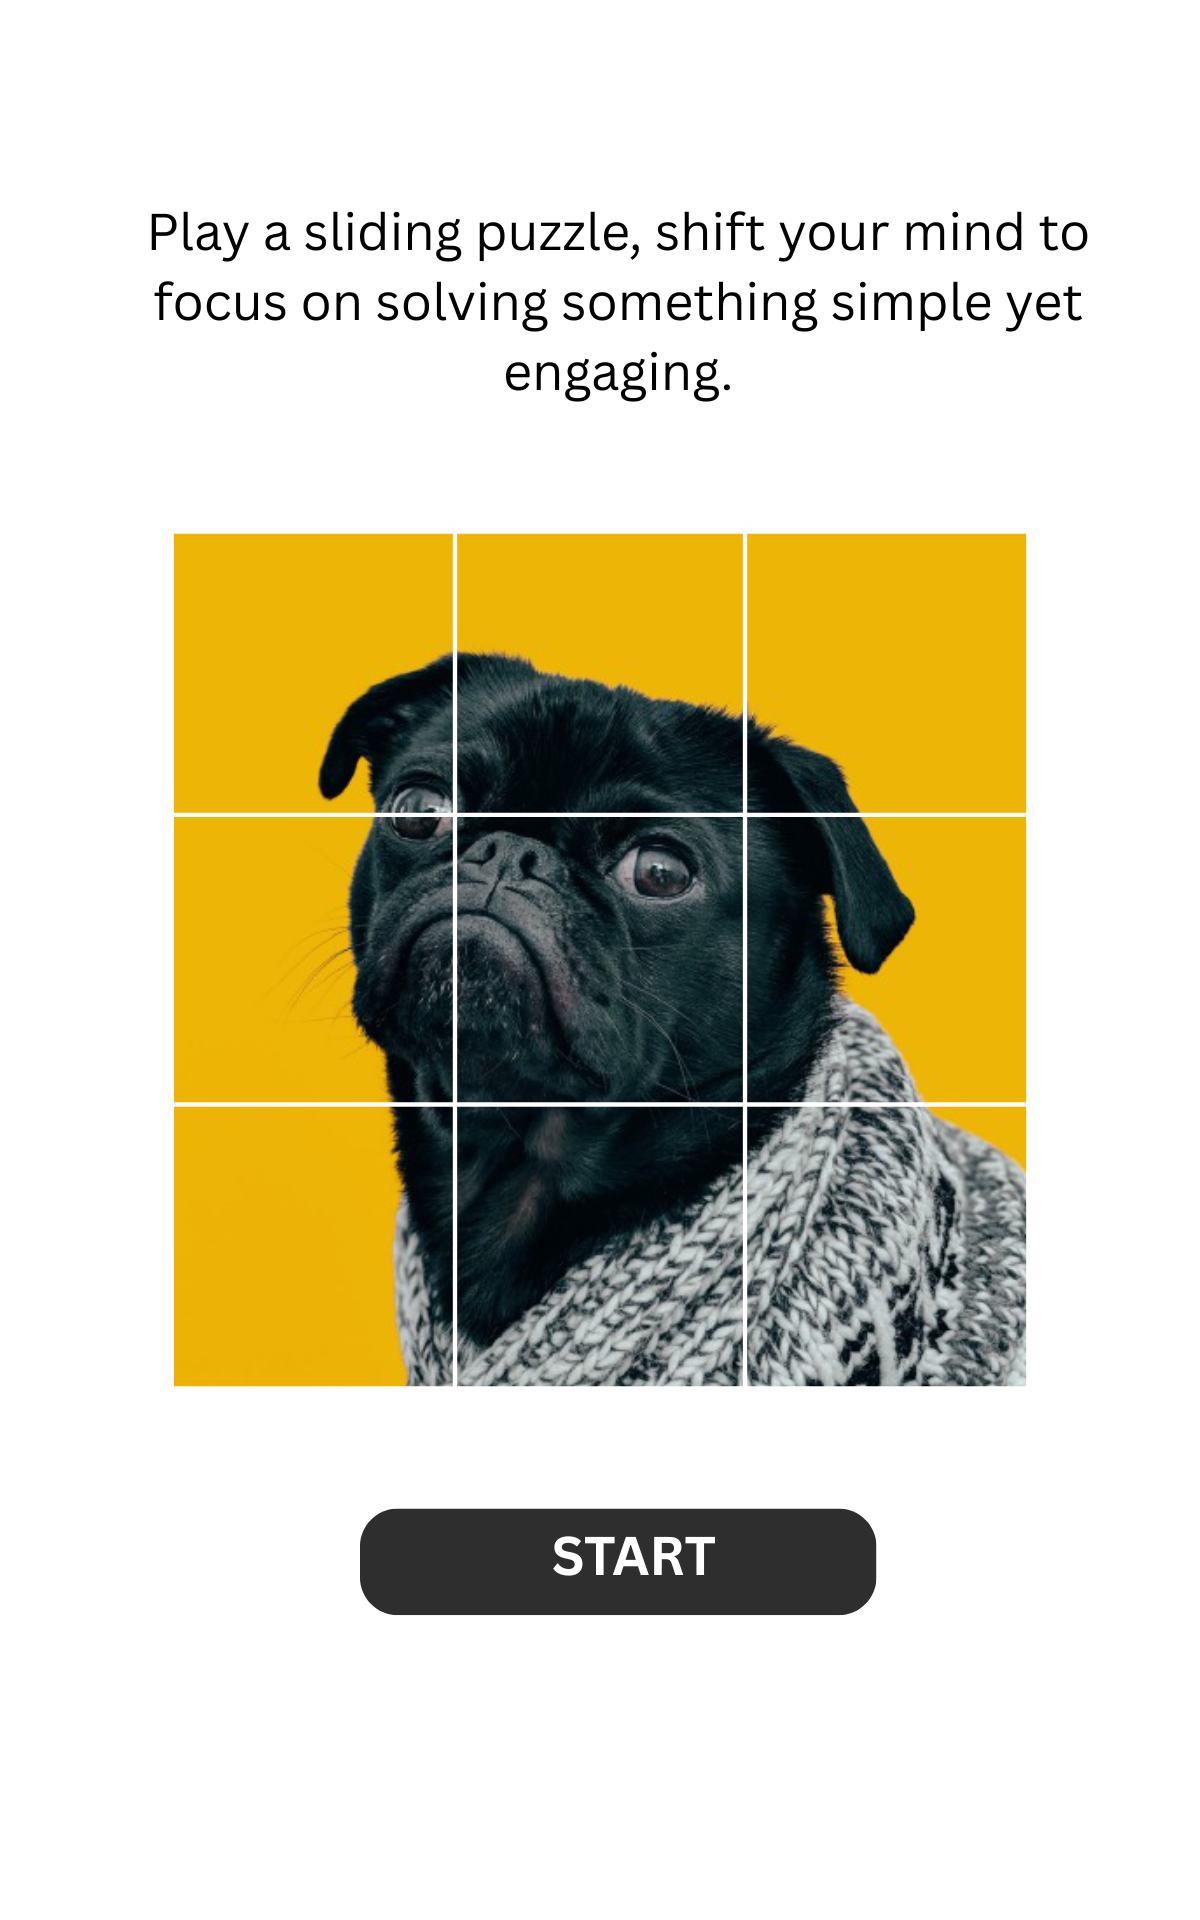 Play a sliding puzzle, shift your mind to
focus on solving something simple yet
engaging.
START